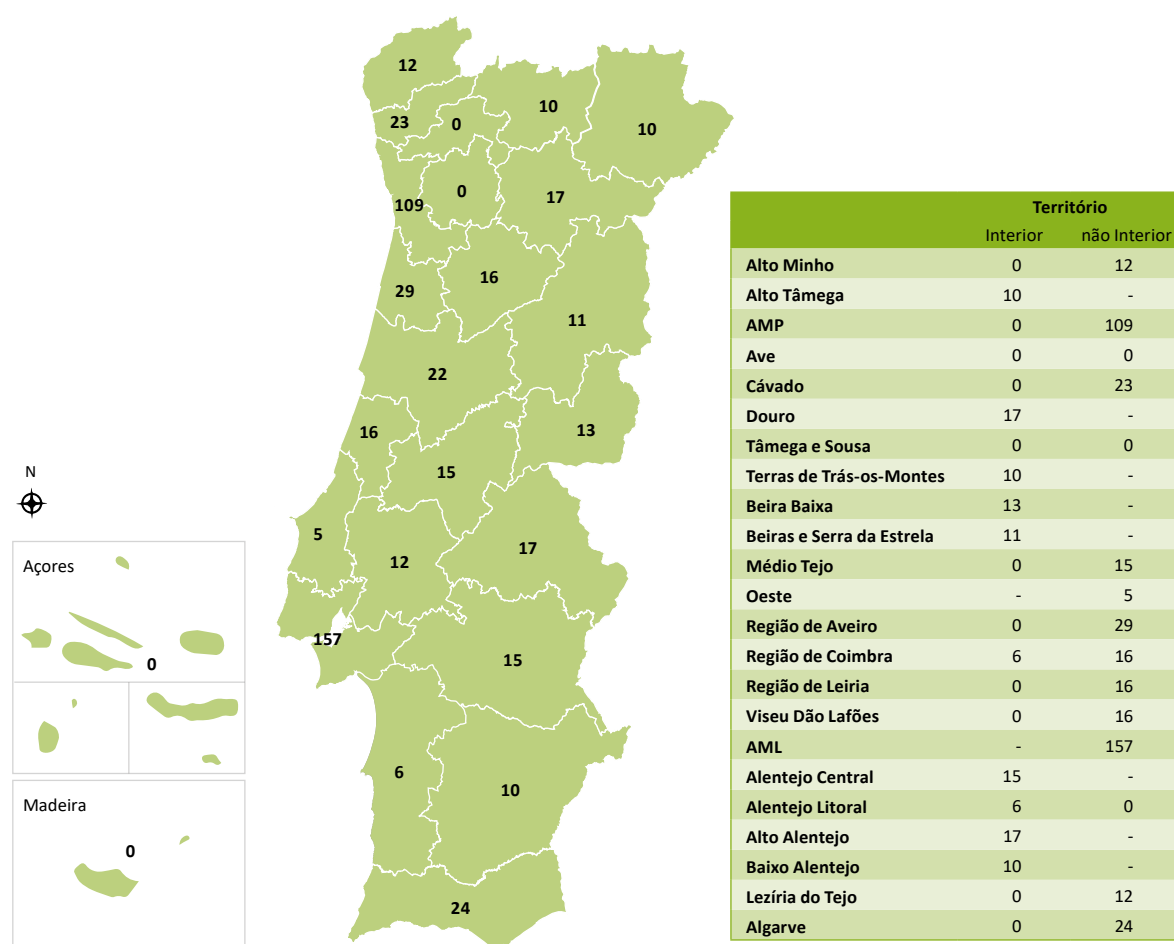 12
10
10
23
0
0
17
109
16
29
11
22
16
13
15
5
12
17
157
15
6
10
24
N
Açores
0
Madeira
0
Território
Interior não Interior
Alto Minho 0 12
Alto Tâmega 10 -
AMP 0 109
Ave 0 0
Cávado 0 23
Douro 17 -
Tâmega e Sousa 0 0
Terras de Trás-os-Montes 10 -
Beira Baixa 13 -
Beiras e Serra da Estrela 11 -
Médio Tejo 0 15
Oeste - 5
Região de Aveiro 0 29
Região de Coimbra 6 16
Região de Leiria 0 16
Viseu Dão Lafões 0 16
AML - 157
Alentejo Central 15 -
Alentejo Litoral 6 0
Alto Alentejo 17 -
Baixo Alentejo 10 -
Lezíria do Tejo 0 12
Algarve 0 24